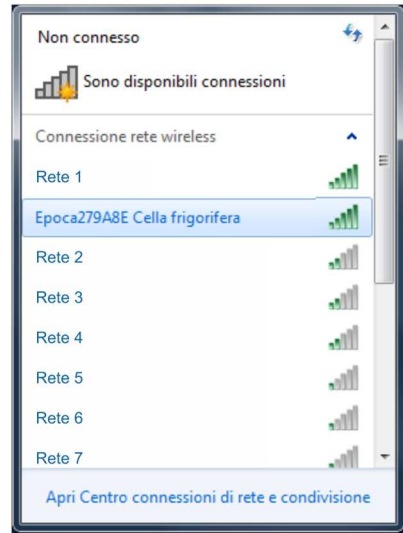 Non connesso
Sono disponibili connessioni
Connessione rete wireless
Rete 1
Epoca279A8E Cella frigorifera
Rete 2
Rete 3
Rete 4
Rete 5
Rete 6
Rete 7
Apri Centro connessioni di rete e condivisione